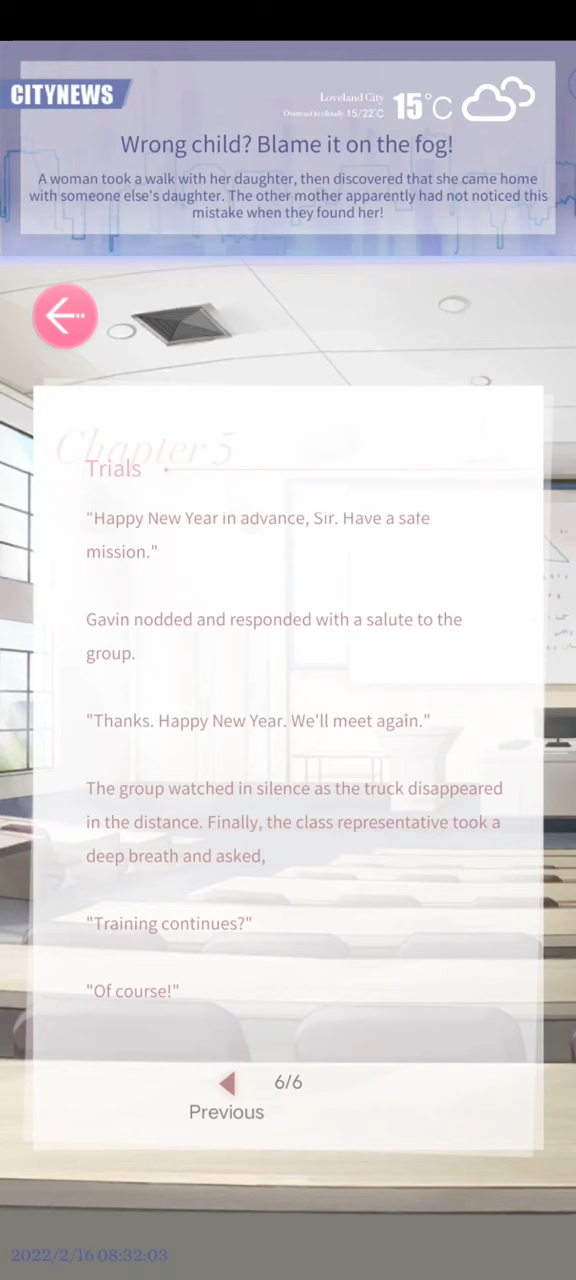 CITYNEWS
Loveland City
Overcast to cloudy 15/22°C
15°C
Wrong child? Blame it on the fog!
A woman took a walk with her daughter, then discovered that she came home
with someone else's daughter. The other mother apparently had not noticed this
mistake when they found her!
Chapter 5
Trials
"Happy New Year in advance, Sir. Have a safe
mission."
Gavin nodded and responded with a salute to the
group.
"Thanks. Happy New Year. We'll meet again."
The group watched in silence as the truck disappeared
in the distance. Finally, the class representative took a
deep breath and asked,
"Training continues?"
"Of course!"
6/6
Previous
2022/2/16 08:32:03